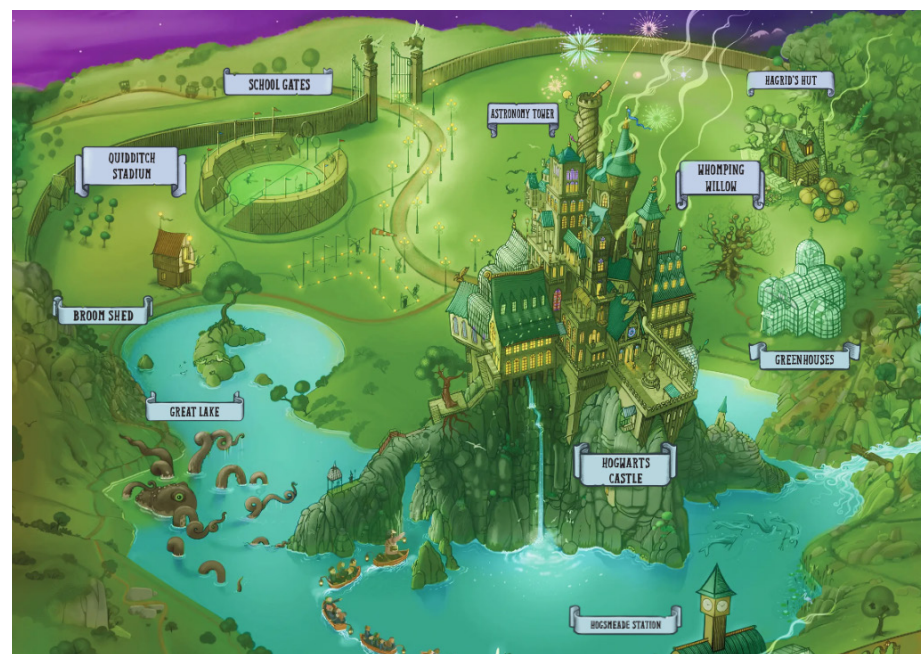 SCHOOL GATES
HAGRID'S HUT
ASTRONOMY TOWER
QUIDDITCH
STADIUM
WHOMPING
WILLOW
BROOM SHED
GREENHOUSES
GREAT LAKE
HOGWARTS
CASTLE
HOGSMEADE STATION